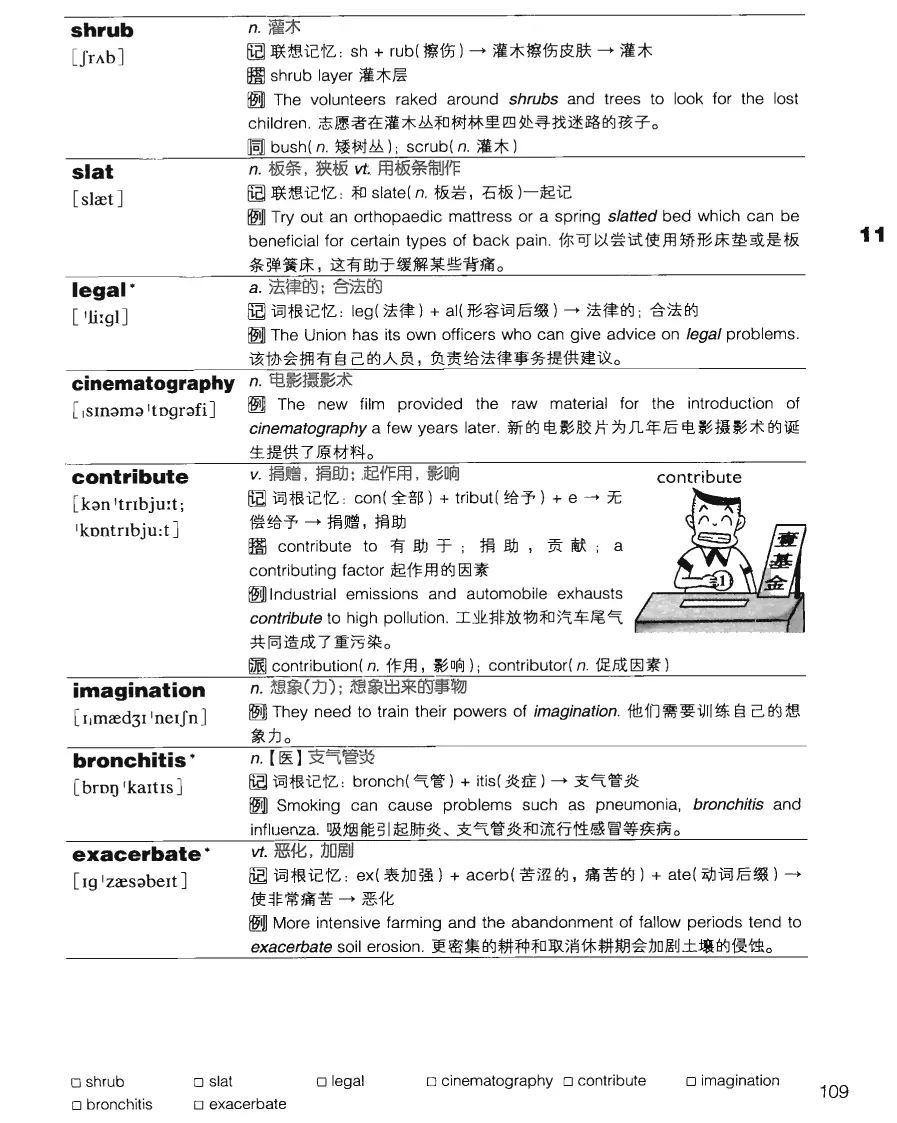 shrub
[ʃrʌb]
n. 灌木
记 联想记忆: sh + rub(擦伤) → 灌木擦伤皮肤 → 灌木
搭 shrub layer 灌木层
例 The volunteers raked around shrubs and trees to look for the lost
children. 志愿者在灌木丛和树林里四处寻找迷路的孩子。
同 bush(n. 矮树丛); scrub(n. 灌木)
slat
[slæt]
n. 板条, 狭板 vt. 用板条制作
记 联想记忆: 和 slate(n. 板岩, 石板)一起记
例 Try out an orthopaedic mattress or a spring slatted bed which can be
beneficial for certain types of back pain. 你可以尝试使用矫形床垫或是板
条弹簧床, 这有助于缓解某些背痛。
11
legal*
[ˈliːgl]
a. 法律的; 合法的
记 词根记忆: leg(法律) + al(形容词后缀) → 法律的; 合法的
例 The Union has its own officers who can give advice on legal problems.
该协会拥有自己的人员, 负责给法律事务提供建议。
cinematography
[ˌsɪnəməˈtɒgrəfi]
n. 电影摄影术
例 The new film provided the raw material for the introduction of
cinematography a few years later. 新的电影胶片为几年后电影摄影术的诞
生提供了原材料。
contribute
[kənˈtrɪbjuːt;
ˈkɒntrɪbjuːt]
v. 捐赠, 捐助; 起作用, 影响
记 词根记忆: con(全部) + tribut(给予) + e → 无
偿给予 → 捐赠, 捐助
搭 contribute to 有助于; 捐助, 贡献; a
contributing factor 起作用的因素
例 Industrial emissions and automobile exhausts
contribute to high pollution. 工业排放物和汽车尾气
共同造成了重污染。
派 contribution(n. 作用, 影响); contributor(n. 促成因素)
contribute
基
金
1
imagination
[ɪˌmædʒɪˈneɪʃn]
n. 想象(力); 想象出来的事物
例 They need to train their powers of imagination. 他们需要训练自己的想
象力。
bronchitis*
[brɒŋˈkaɪtɪs]
n.【医】支气管炎
记 词根记忆: bronch(气管) + itis(炎症) → 支气管炎
例 Smoking can cause problems such as pneumonia, bronchitis and
influenza. 吸烟能引起肺炎、支气管炎和流行性感冒等疾病。
exacerbate*
[ɪgˈzæsəbeɪt]
vt. 恶化, 加剧
记 词根记忆: ex(表加强) + acerb(苦涩的, 痛苦的) + ate(动词后缀) →
使非常痛苦 → 恶化
例 More intensive farming and the abandonment of fallow periods tend to
exacerbate soil erosion. 更密集的耕种和取消休耕期会加剧土壤的侵蚀。
□ shrub □ slat □ legal □ cinematography □ contribute □ imagination
□ bronchitis □ exacerbate
109